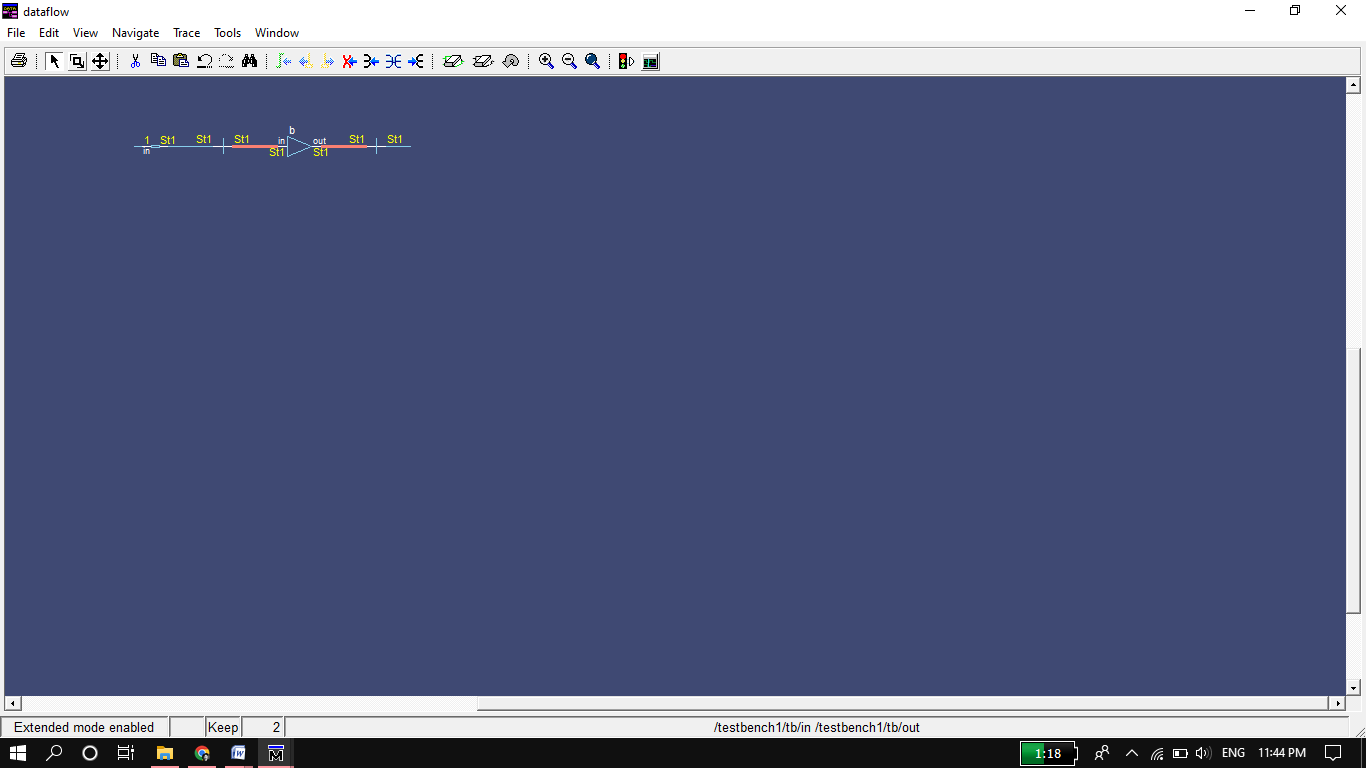 dataflow
File Edit View Navigate Trace Tools Window
b
1 St1 St1 St1 in out St1 St1
in St1 St1
Extended mode enabled Keep 2 /testbench1/tb/in /testbench1/tb/out
1:18 ENG 11:44 PM